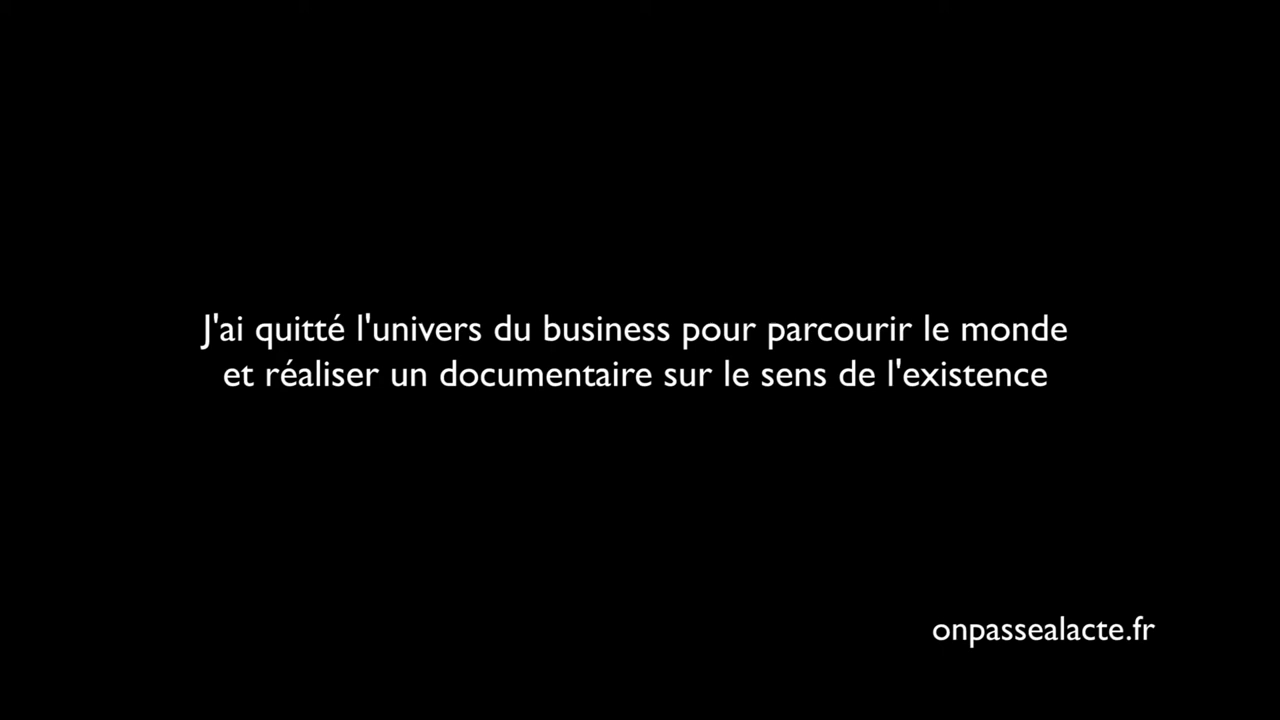 J'ai quitté l'univers du business pour parcourir le monde
et réaliser un documentaire sur le sens de l'existence
onpassealacte.fr